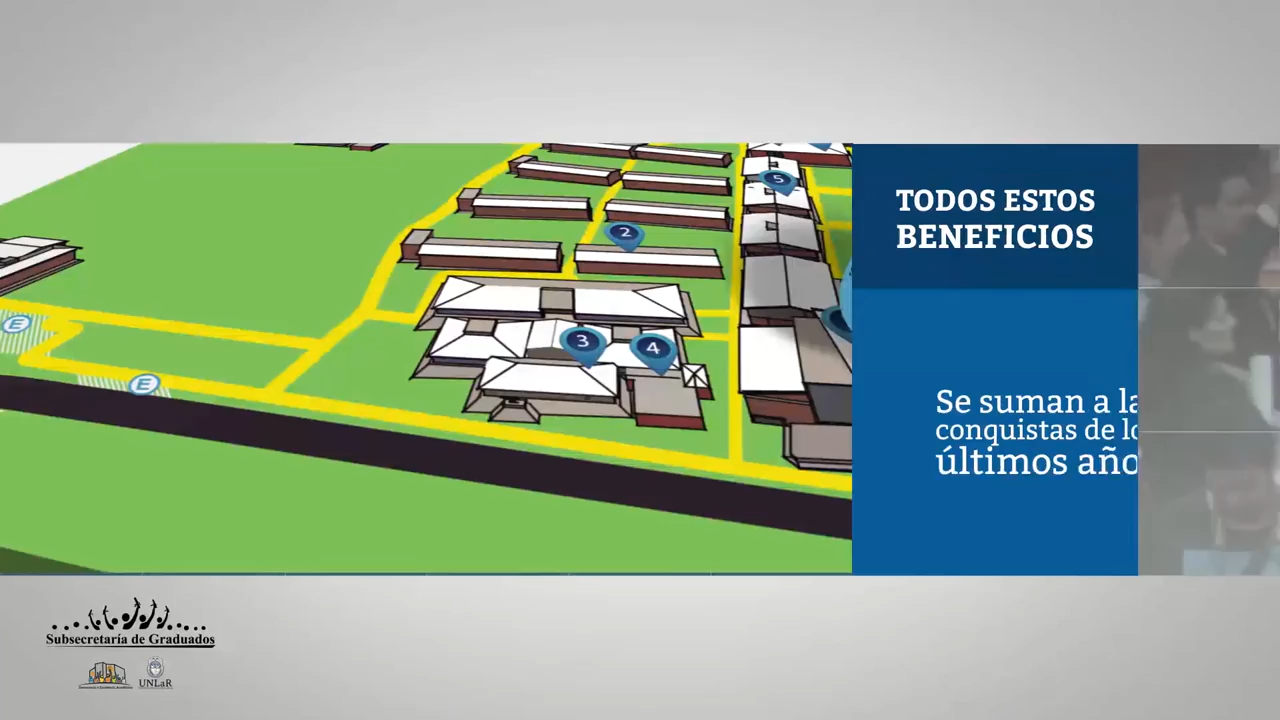 5
2
3
4
E
E
TODOS ESTOS
BENEFICIOS
Se suman a la
conquistas de lo
últimos año
Subsecretaría de Graduados
UNLaR